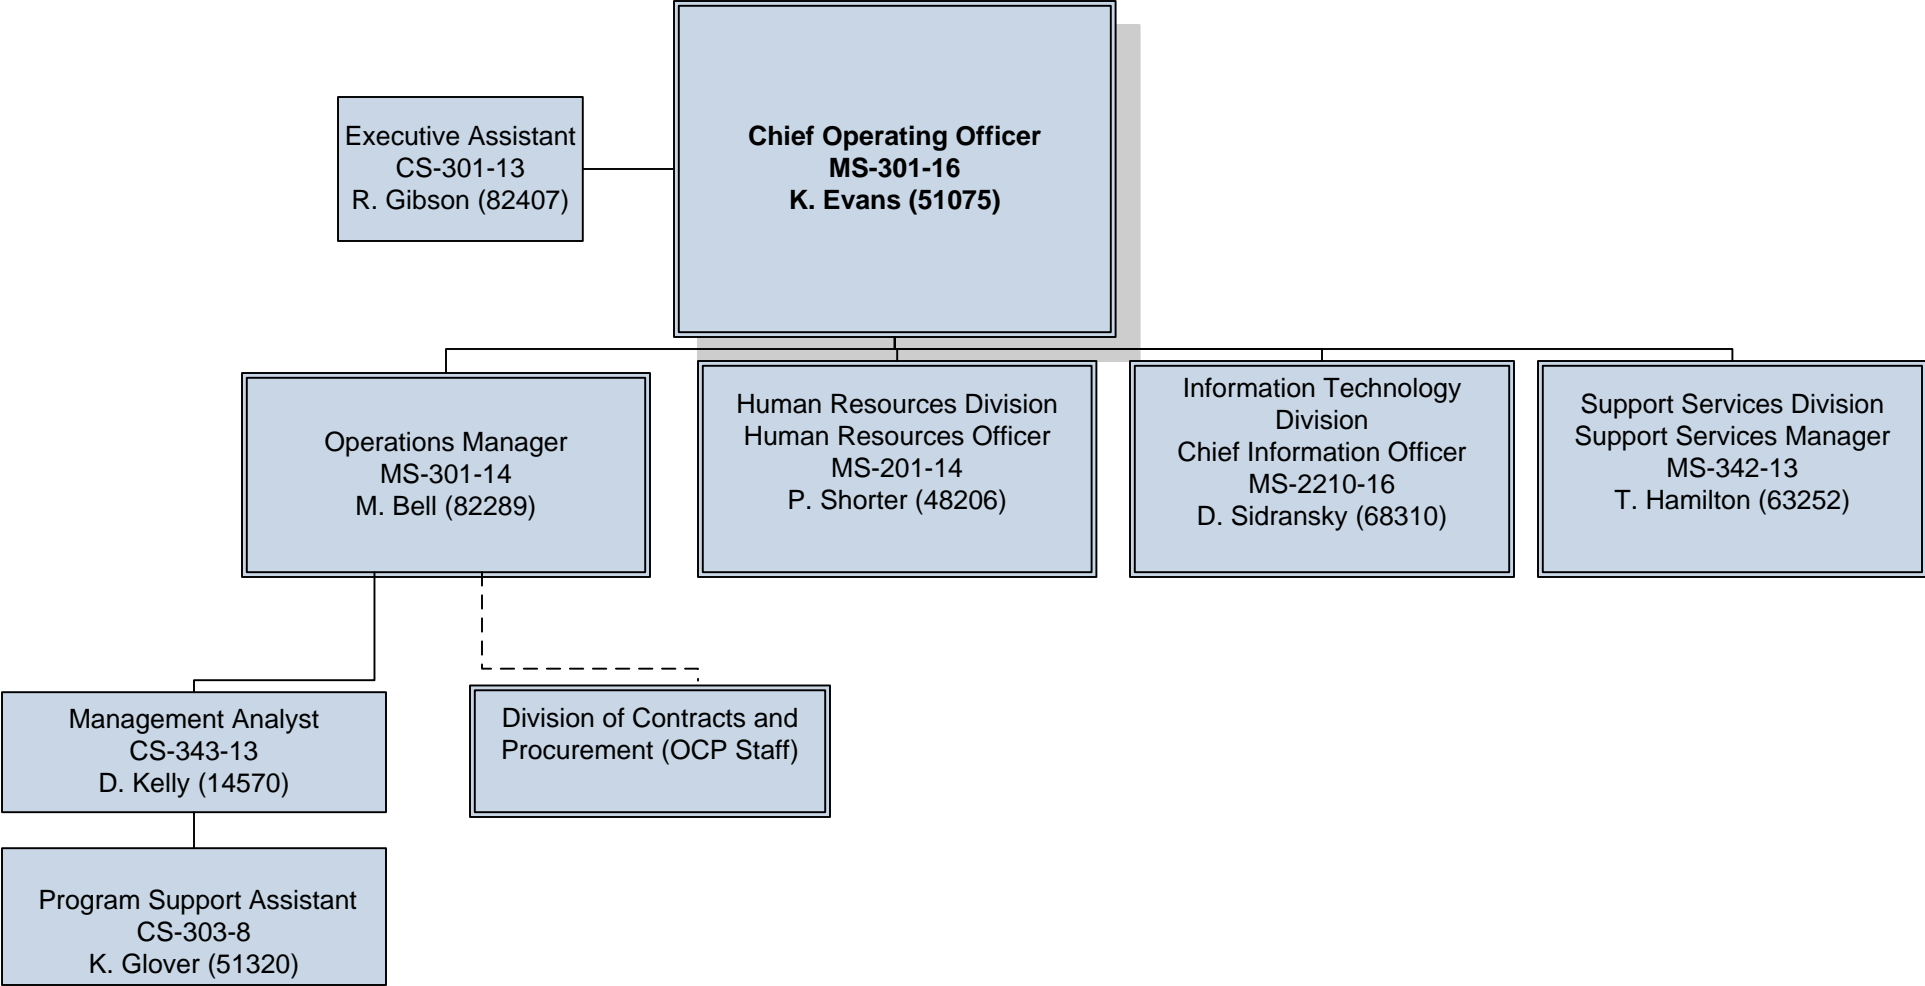 Executive Assistant
CS-301-13
R. Gibson (82407)
Chief Operating Officer
MS-301-16
K. Evans (51075)
Operations Manager
MS-301-14
M. Bell (82289)
Human Resources Division
Human Resources Officer
MS-201-14
P. Shorter (48206)
Information Technology
Division
Chief Information Officer
MS-2210-16
D. Sidransky (68310)
Support Services Division
Support Services Manager
MS-342-13
T. Hamilton (63252)
Management Analyst
CS-343-13
D. Kelly (14570)
Division of Contracts and
Procurement (OCP Staff)
Program Support Assistant
CS-303-8
K. Glover (51320)